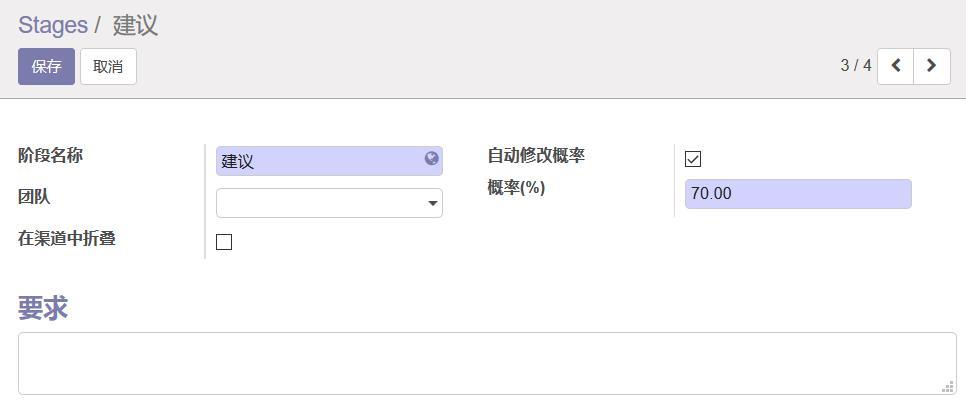 Stages / 建议
保存 取消 3 / 4
阶段名称 建议 自动修改概率
团队 概率(%) 70.00
在渠道中折叠
要求